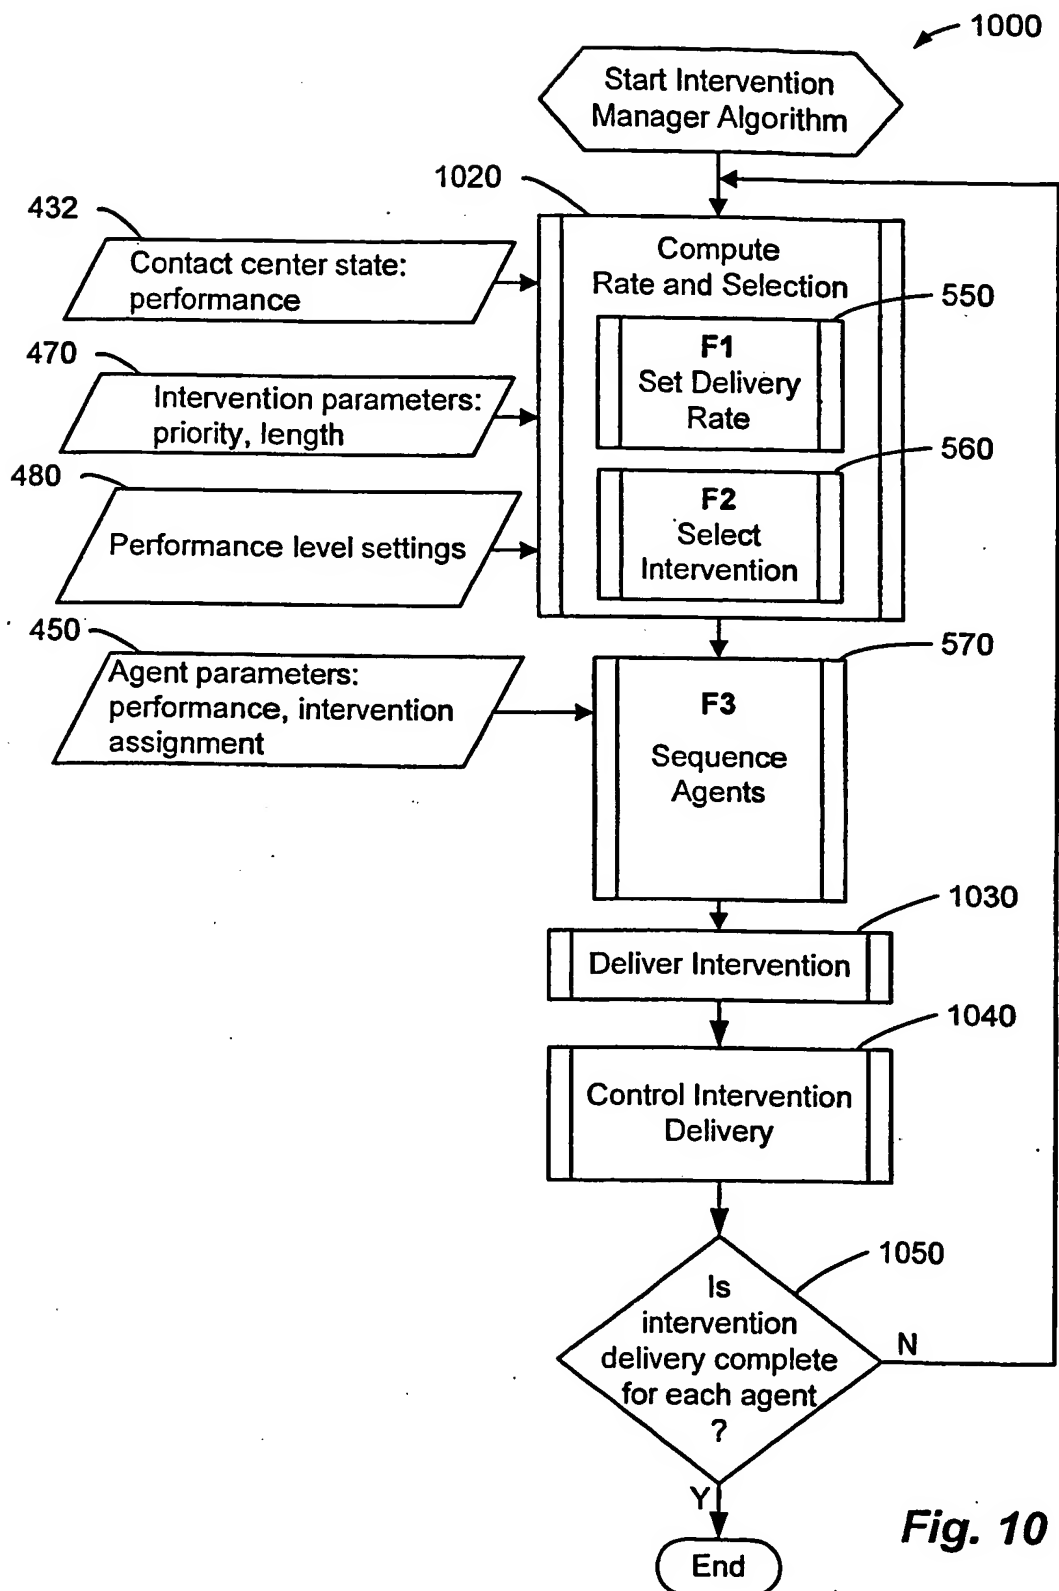 1000
Start Intervention
Manager Algorithm
1020
432
Contact center state:
performance
Compute
Rate and Selection
550
F1
Set Delivery
Rate
470
Intervention parameters:
priority, length
560
F2
Select
Intervention
480
Performance level settings
450
Agent parameters:
performance, intervention
assignment
570
F3
Sequence
Agents
1030
Deliver Intervention
1040
Control Intervention
Delivery
1050
Is
intervention
delivery complete
for each agent
?
N
Y
End
Fig. 10